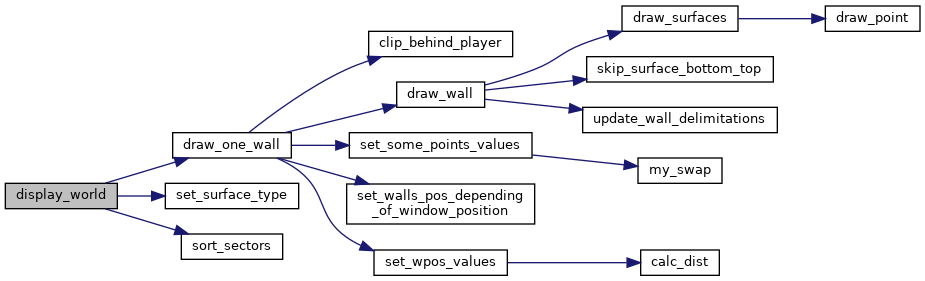 display_world
draw_one_wall
set_surface_type
sort_sectors
clip_behind_player
draw_wall
set_some_points_values
set_walls_pos_depending
_of_window_position
set_wpos_values
draw_surfaces
skip_surface_bottom_top
update_wall_delimitations
my_swap
calc_dist
draw_point